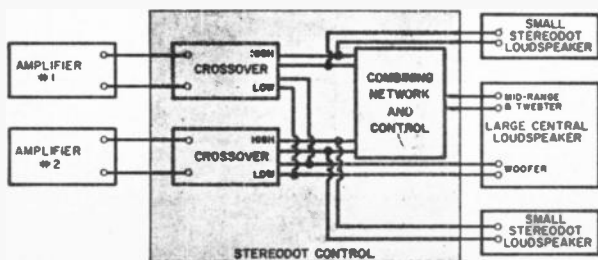 AMPLIFIER
#1
AMPLIFIER
#2
HIGH
CROSSOVER
LOW
HIGH
CROSSOVER
LOW
COMBINING
NETWORK
AND
CONTROL
STEREODOT CONTROL
SMALL
STEREODOT
LOUDSPEAKER
MID-RANGE
& TWEETER
LARGE CENTRAL
LOUDSPEAKER
WOOFER
SMALL
STEREODOT
LOUDSPEAKER